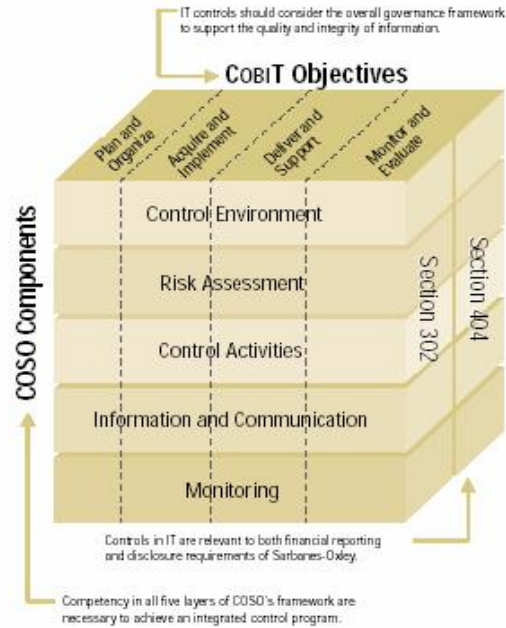 IT controls should consider the overall governance framework
to support the quality and integrity of information.
COBIT Objectives
Plan and
Organize
Acquire and
Implement
Deliver and
Support
Monitor and
Evaluate
COSO Components
Control Environment
Risk Assessment
Control Activities
Information and Communication
Monitoring
Section 302
Section 404
Controls in IT are relevant to both financial reporting
and disclosure requirements of Sarbanes-Oxley.
Competency in all five layers of COSO's framework are
necessary to achieve an integrated control program.